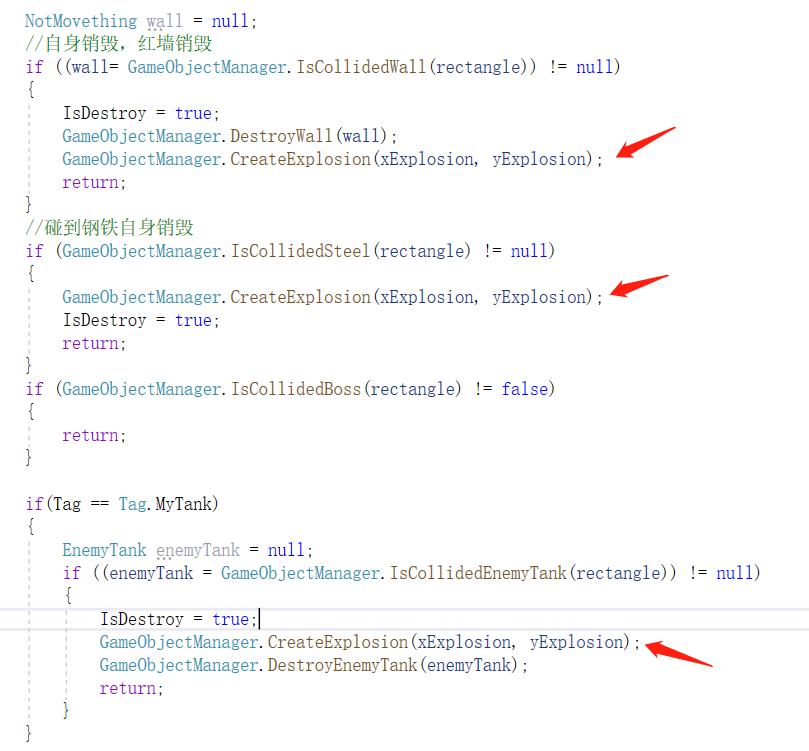 NotMovething wall = null;
//自身销毁，红墙销毁
if ((wall= GameObjectManager.IsCollidedWall(rectangle)) != null)
{
    IsDestroy = true;
    GameObjectManager.DestroyWall(wall);
    GameObjectManager.CreateExplosion(xExplosion, yExplosion);
    return;
}
//碰到钢铁自身销毁
if (GameObjectManager.IsCollidedSteel(rectangle) != null)
{
    GameObjectManager.CreateExplosion(xExplosion, yExplosion);
    IsDestroy = true;
    return;
}
if (GameObjectManager.IsCollidedBoss(rectangle) != false)
{
    return;
}
if(Tag == Tag.MyTank)
{
    EnemyTank enemyTank = null;
    if ((enemyTank = GameObjectManager.IsCollidedEnemyTank(rectangle)) != null)
    {
        IsDestroy = true;
        GameObjectManager.CreateExplosion(xExplosion, yExplosion);
        GameObjectManager.DestroyEnemyTank(enemyTank);
        return;
    }
}